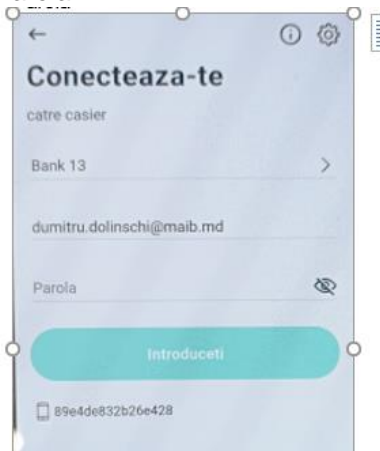 Conecteaza-te
catre casier
Bank 13
dumitru.dolinschi@maib.md
Parola
Introduceti
89e4de832b26e428